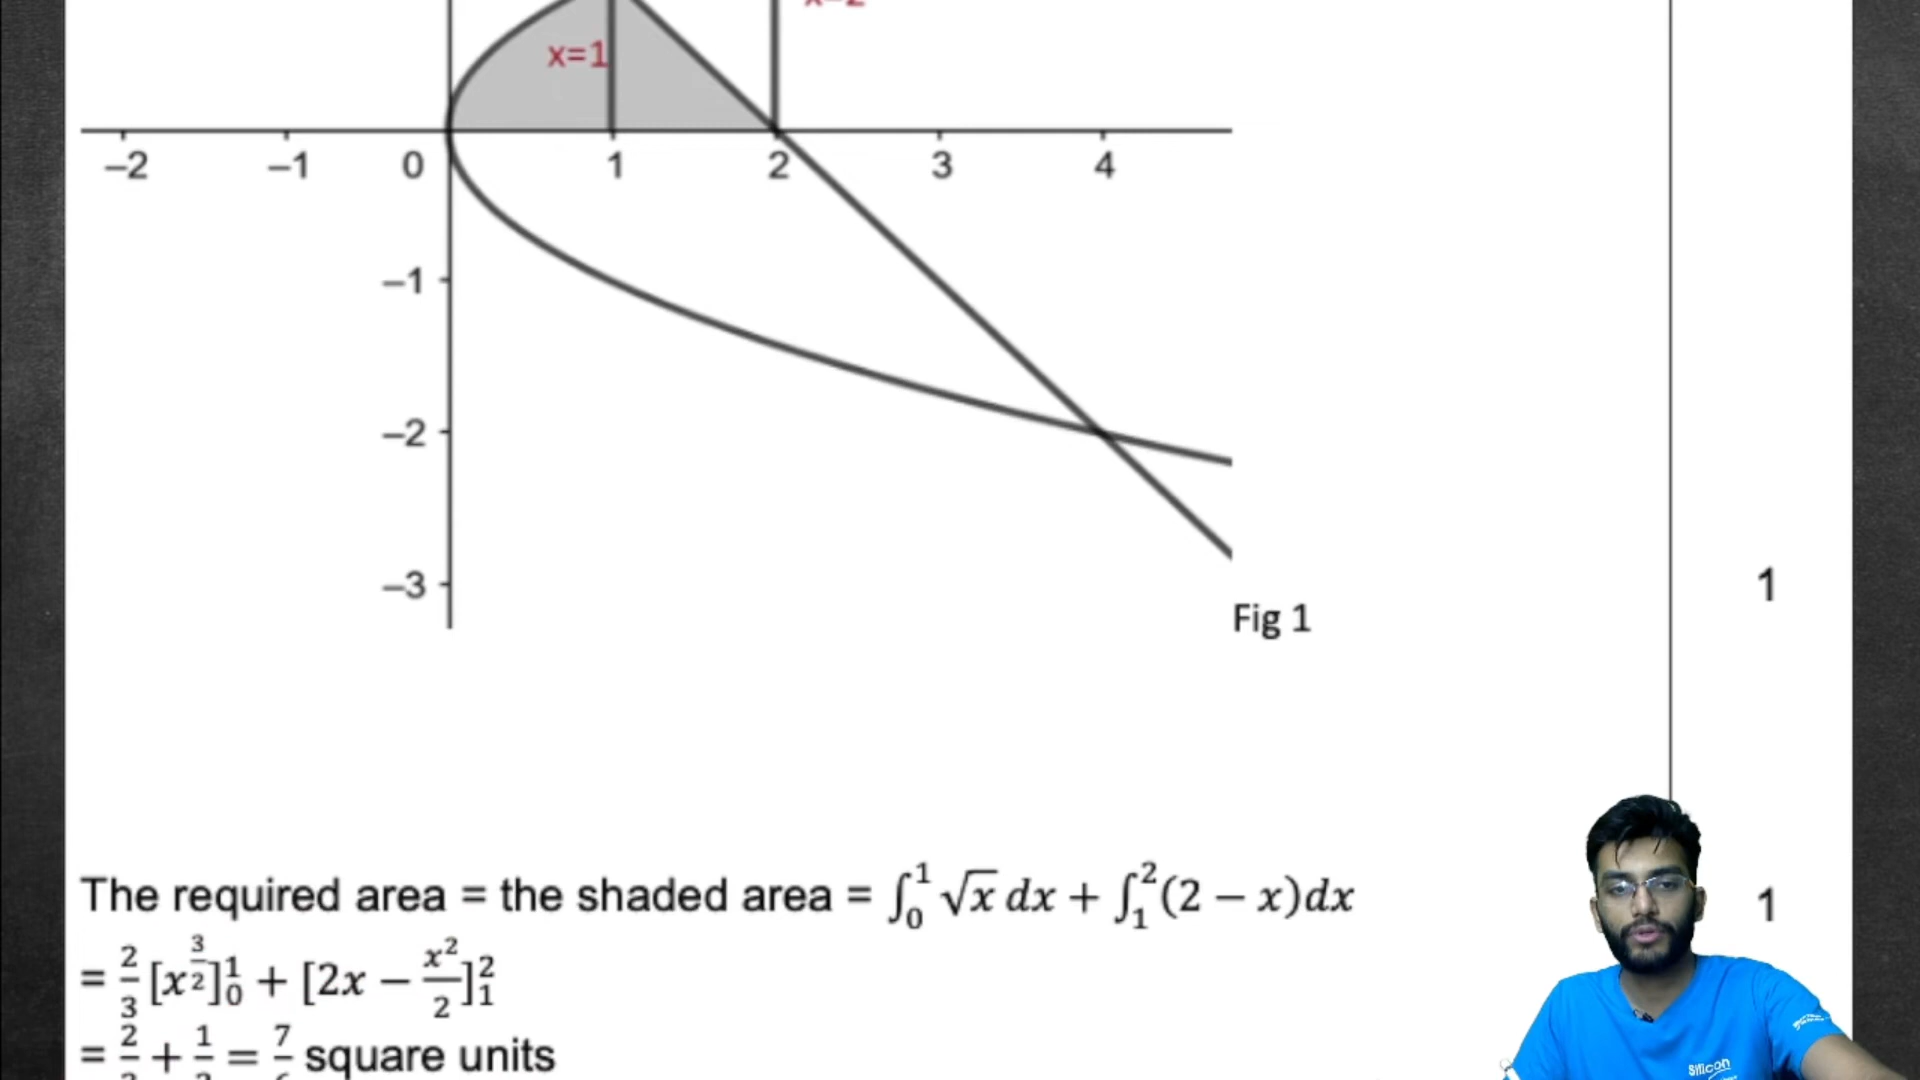 x=2
x=1
–2 –1 0 1 2 3 4
–1
–2
–3
1
Fig 1
The required area = the shaded area = ∫₀¹ √x dx + ∫₁²(2 – x)dx 1
= 2/3 [x^(3/2)]₀¹ + [2x – x²/2]₁²
= 2/3 + 1/2 = 7/6 square units
Silicon